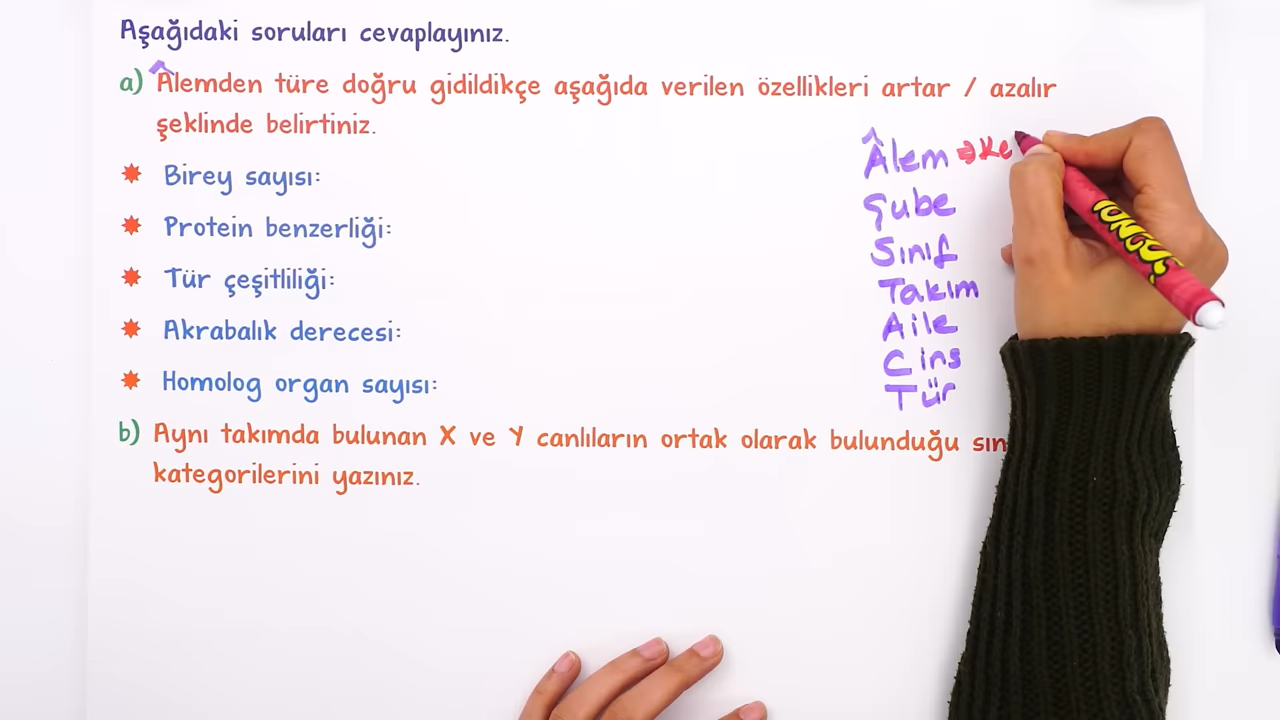 Aşağıdaki soruları cevaplayınız.
a) Âlemden türe doğru gidildikçe aşağıda verilen özellikleri artar / azalır
şeklinde belirtiniz.
Birey sayısı:
Protein benzerliği:
Tür çeşitliliği:
Akrabalık derecesi:
Homolog organ sayısı:
b) Aynı takımda bulunan X ve Y canlıların ortak olarak bulunduğu
kategorilerini yazınız.
Âlem ⇒ Ke
Şube
Sınıf
Takım
Aile
Cins
Tür